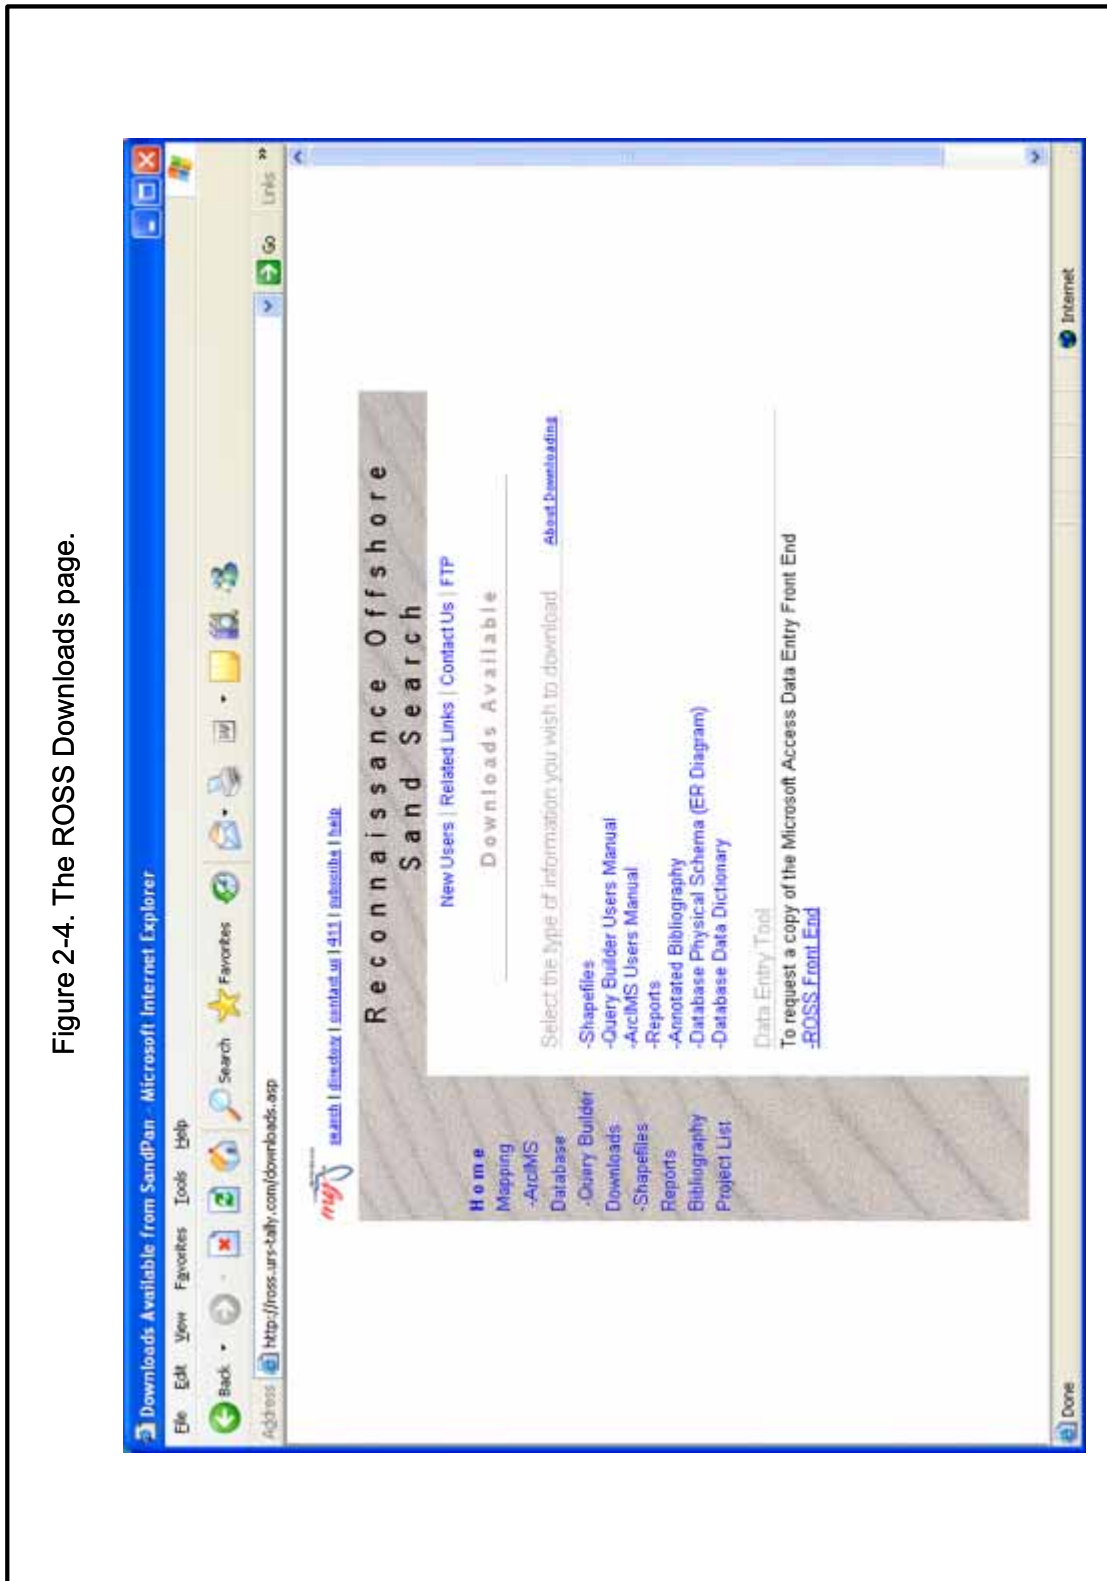 Figure 2-4. The ROSS Downloads page.
Downloads Available from SandPan - Microsoft Internet Explorer
File Edit View Favorites Tools Help
Back Search Favorites
Address http://ross.urs-tally.com/downloads.asp Go Links »
my
search | directory | contact us | 411 | subscribe | help
Reconnaissance Offshore
Sand Search
New Users | Related Links | Contact Us | FTP
Home
Mapping
-ArcIMS
Database
-Query Builder
Downloads
-Shapefiles
Reports
Bibliography
Project List
Downloads Available
Select the type of information you wish to download About Downloading
-Shapefiles
-Query Builder Users Manual
-ArcIMS Users Manual
-Reports
-Annotated Bibliography
-Database Physical Schema (ER Diagram)
-Database Data Dictionary
Data Entry Tool
To request a copy of the Microsoft Access Data Entry Front End
-ROSS Front End
Done Internet